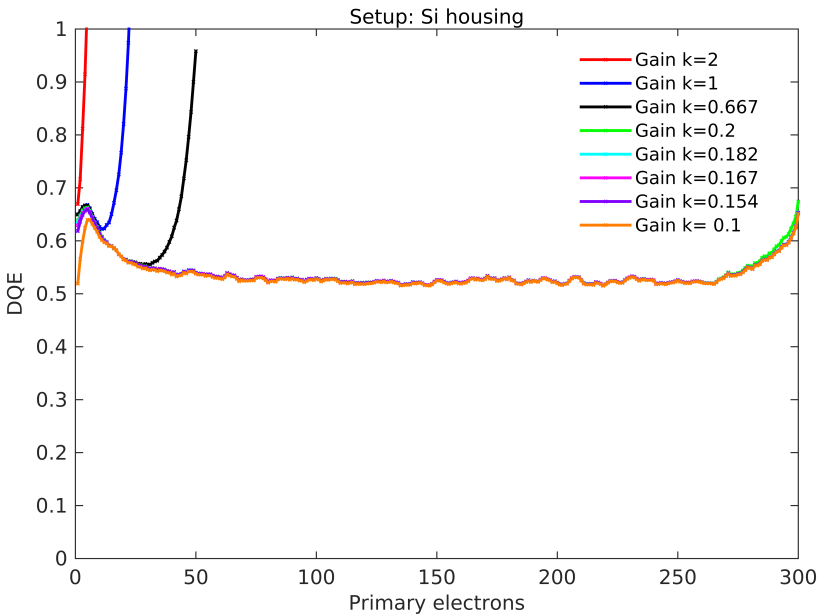 Setup: Si housing
1
0.9
0.8
0.7
0.6
0.5
0.4
0.3
0.2
0.1
0
DQE
Gain k=2
Gain k=1
Gain k=0.667
Gain k=0.2
Gain k=0.182
Gain k=0.167
Gain k=0.154
Gain k= 0.1
0 50 100 150 200 250 300
Primary electrons